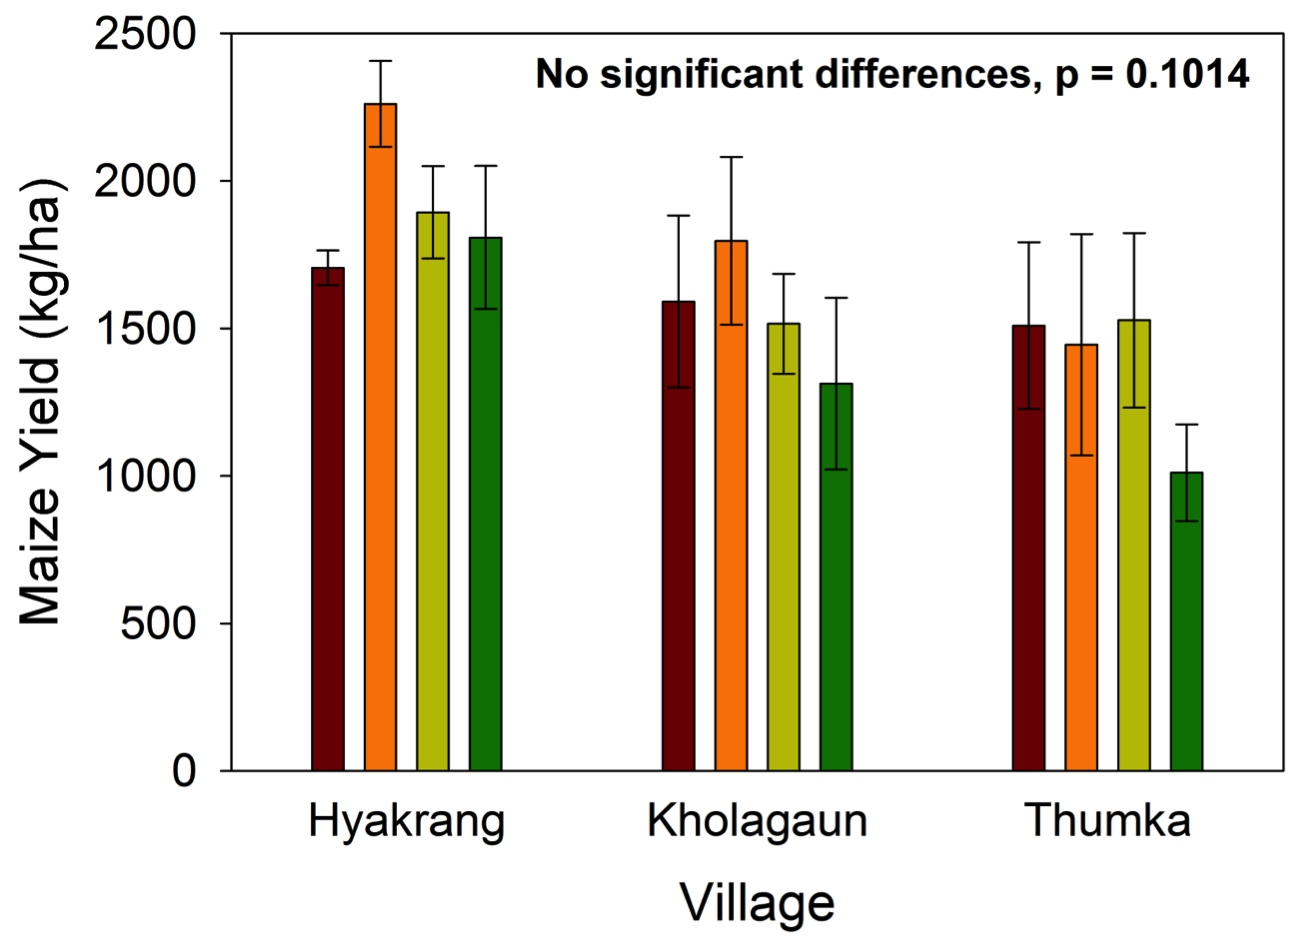 No significant differences, p = 0.1014
Maize Yield (kg/ha)
2500
2000
1500
1000
500
0
Hyakrang
Kholagaun
Thumka
Village